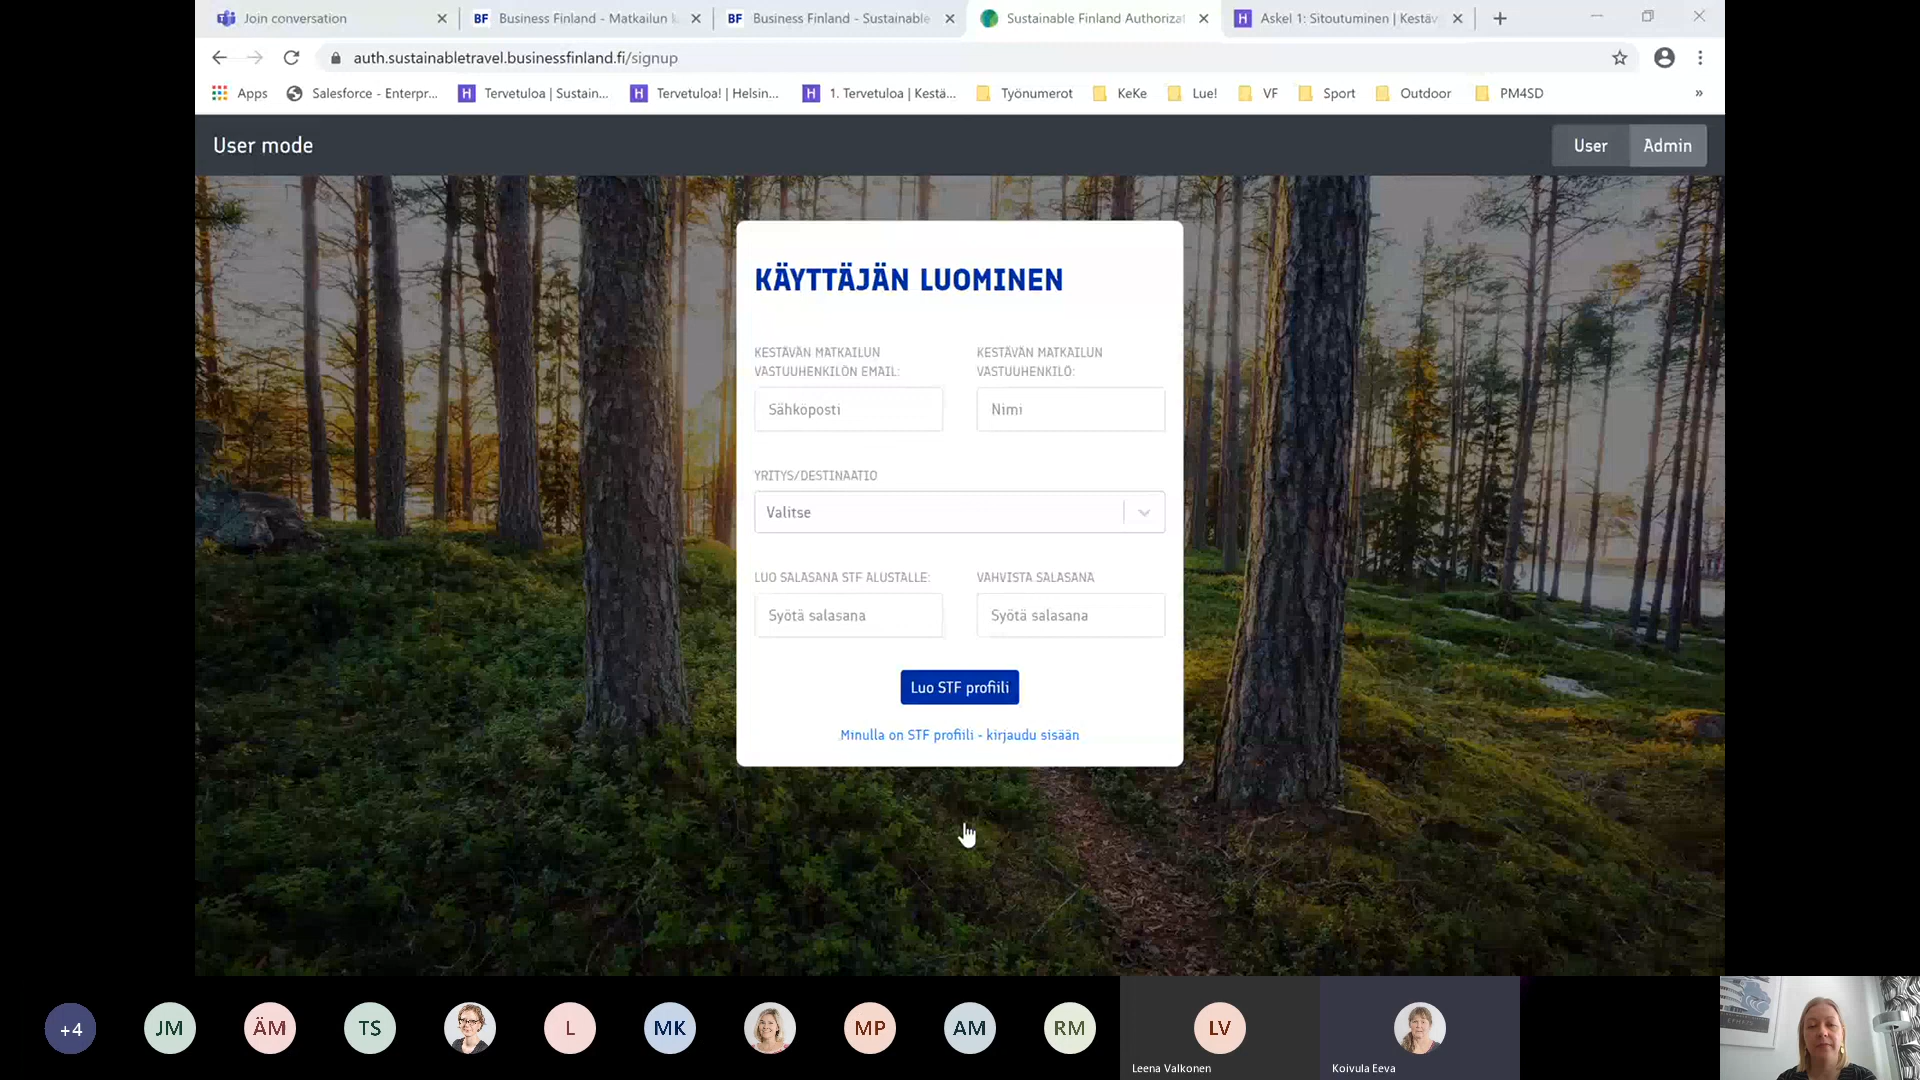 Join conversation
BF Business Finland - Matkailun k
BF Business Finland - Sustainable
Sustainable Finland Authoriza
H Askel 1: Sitoutuminen | Kestäv
auth.sustainabletravel.businessfinland.fi/signup
Apps
Salesforce - Enterpr...
H Tervetuloa | Sustain...
H Tervetuloa! | Helsin...
H 1. Tervetuloa | Kestä...
Työnumerot
KeKe
Lue!
VF
Sport
Outdoor
PM4SD
»
User mode
User
Admin
KÄYTTÄJÄN LUOMINEN
KESTÄVÄN MATKAILUN
VASTUUHENKILÖN EMAIL:
Sähköposti
KESTÄVÄN MATKAILUN
VASTUUHENKILÖ:
Nimi
YRITYS/DESTINAATIO
Valitse
LUO SALASANA STF ALUSTALLE:
Syötä salasana
VAHVISTA SALASANA
Syötä salasana
Luo STF profiili
Minulla on STF profiili - kirjaudu sisään
+4
JM
ÄM
TS
L
MK
MP
AM
RM
LV
Leena Valkonen
Koivula Eeva